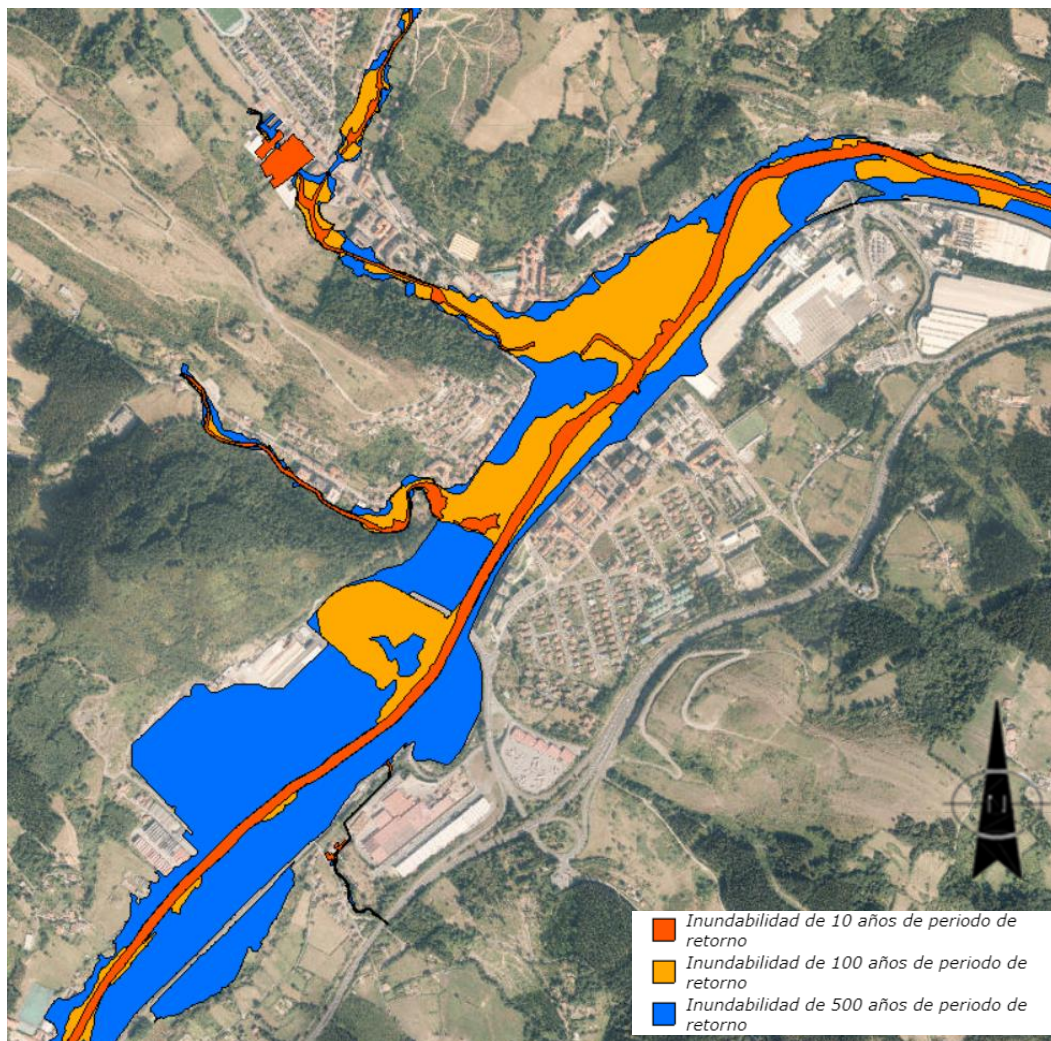 Inundabilidad de 10 años de periodo de
retorno
Inundabilidad de 100 años de periodo de
retorno
Inundabilidad de 500 años de periodo de
retorno
N